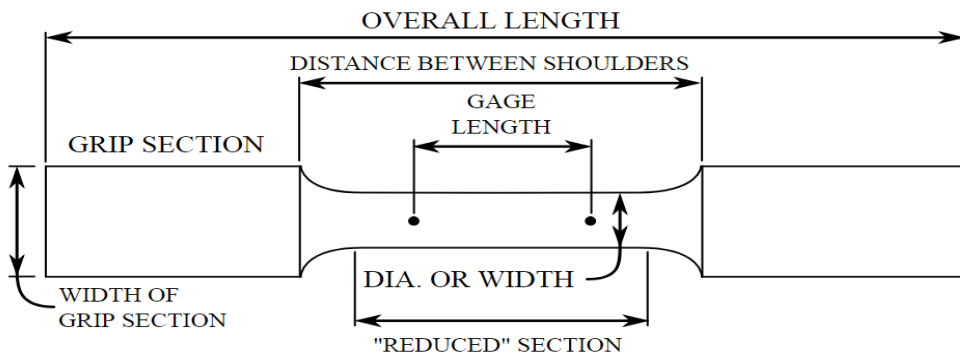 OVERALL LENGTH
DISTANCE BETWEEN SHOULDERS
GAGE
LENGTH
GRIP SECTION
DIA. OR WIDTH
WIDTH OF
GRIP SECTION
"REDUCED" SECTION